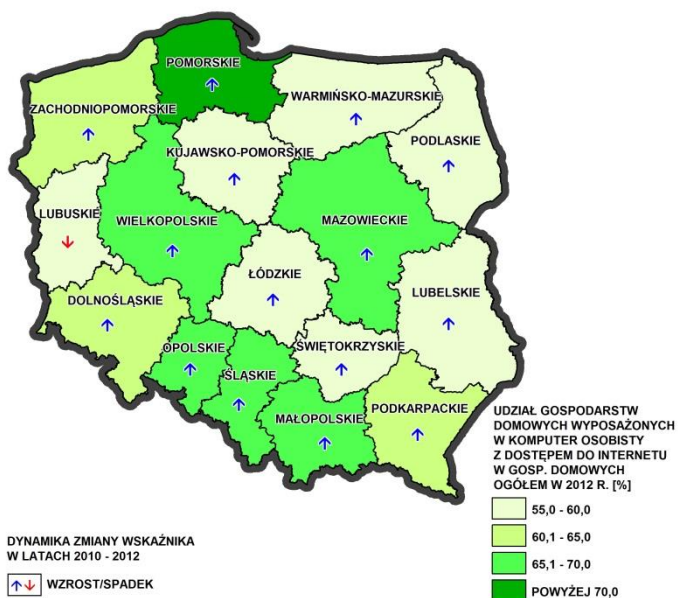 POMORSKIE
WARMIŃSKO-MAZURSKIE
ZACHODNIOPOMORSKIE
PODLASKIE
KUJAWSKO-POMORSKIE
LUBUSKIE
WIELKOPOLSKIE
MAZOWIECKIE
ŁÓDZKIE
LUBELSKIE
DOLNOŚLĄSKIE
ŚWIĘTOKRZYSKIE
OPOLSKIE
ŚLĄSKIE
MAŁOPOLSKIE
PODKARPACKIE
UDZIAŁ GOSPODARSTW
DOMOWYCH WYPOSAŻONYCH
W KOMPUTER OSOBISTY
Z DOSTĘPEM DO INTERNETU
W GOSP. DOMOWYCH
OGÓŁEM W 2012 R. [%]
55,0 - 60,0
60,1 - 65,0
65,1 - 70,0
POWYŻEJ 70,0
DYNAMIKA ZMIANY WSKAŹNIKA
W LATACH 2010 - 2012
WZROST/SPADEK